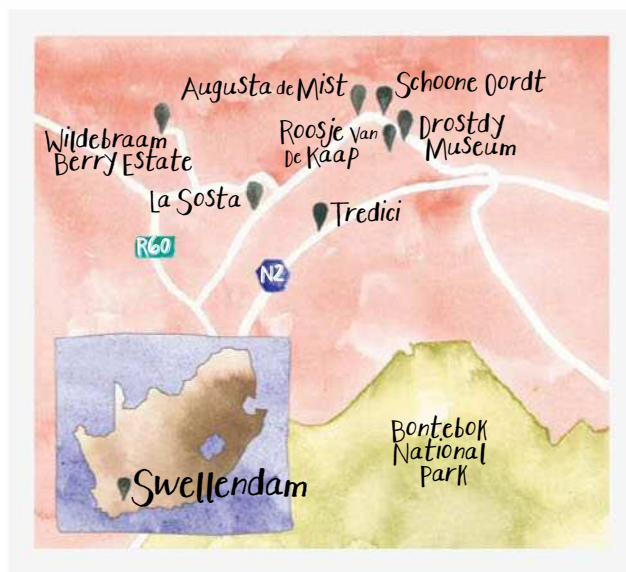 Augusta de Mist
Schoone Oordt
Wildebraam
Berry Estate
Roosje Van
De Kaap
Drostdy
Museum
La Sosta
Tredici
R60
N2
Bontebok
National
Park
Swellendam